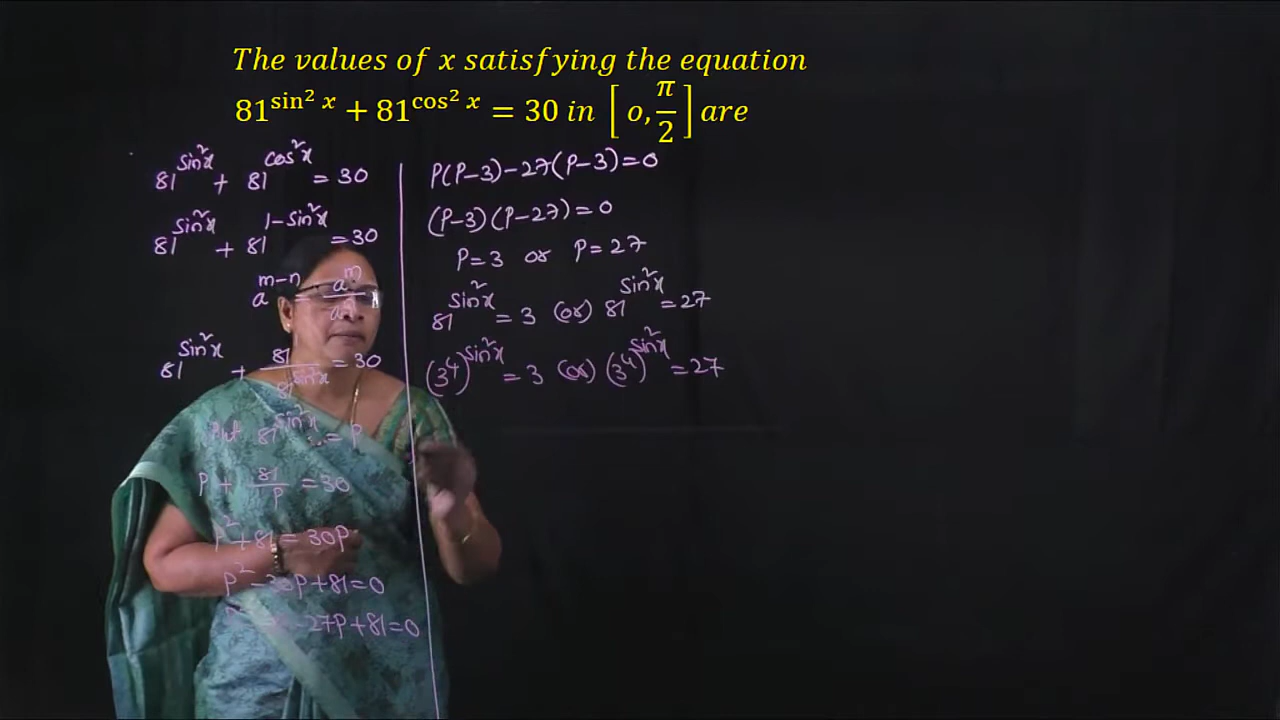 The values of x satisfying the equation
81^{sin² x} + 81^{cos² x} = 30 in [o, π/2] are
81^{sin²x} + 81^{cos²x} = 30
81^{sin²x} + 81^{1-sin²x} = 30
a^{m-n} = a^m
81^{sin²x} + 81/81^{sin²x} = 30
Put 81^{sin²x} = P
P + 81/P = 30
P² + 81 = 30P
P² - 30P + 81 = 0
- 27P + 81 = 0
P(P-3) - 27(P-3) = 0
(P-3) (P-27) = 0
P = 3 or P = 27
81^{sin²x} = 3 (or) 81^{sin²x} = 27
(3⁴)^{sin²x} = 3 (or) (3⁴)^{sin²x} = 27